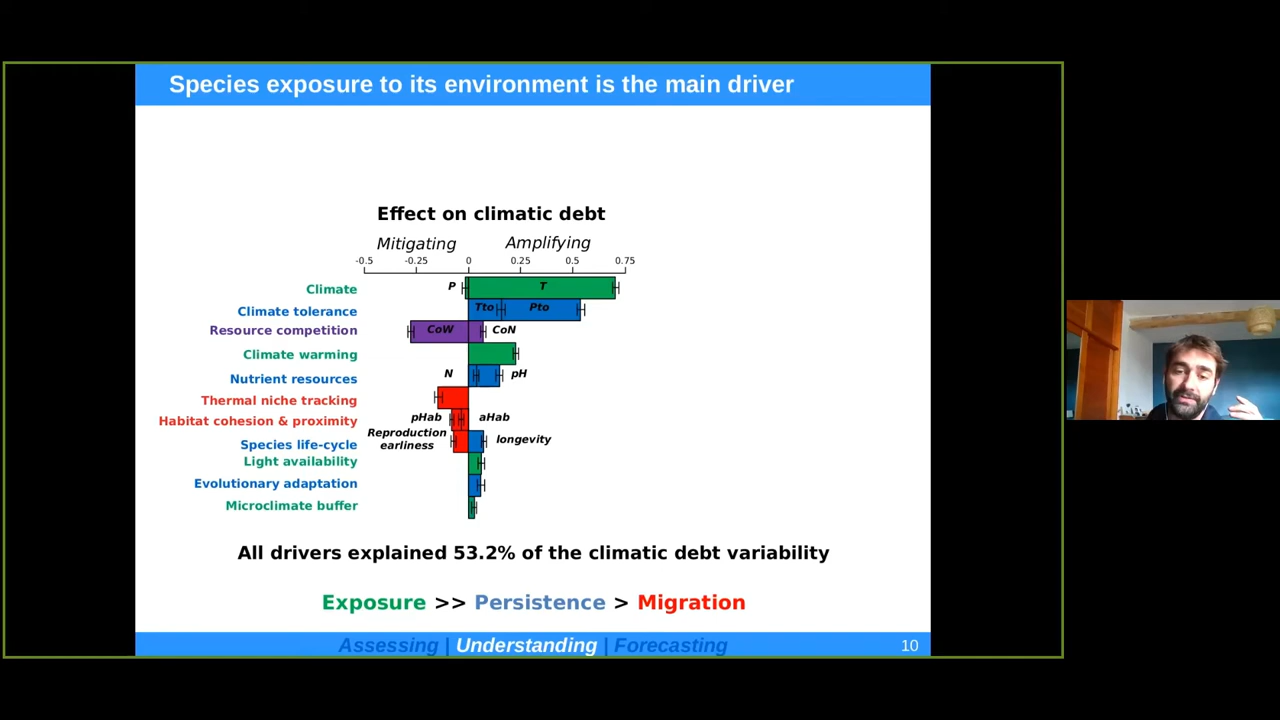 Species exposure to its environment is the main driver
Effect on climatic debt
Mitigating Amplifying
-0.5 -0.25 0 0.25 0.5 0.75
Climate P T
Climate tolerance Tto Pto
Resource competition CoW CoN
Climate warming
Nutrient resources N pH
Thermal niche tracking
Habitat cohesion & proximity pHab aHab
Species life-cycle Reproduction earliness longevity
Light availability
Evolutionary adaptation
Microclimate buffer
All drivers explained 53.2% of the climatic debt variability
Exposure >> Persistence > Migration
Assessing | Understanding | Forecasting 10